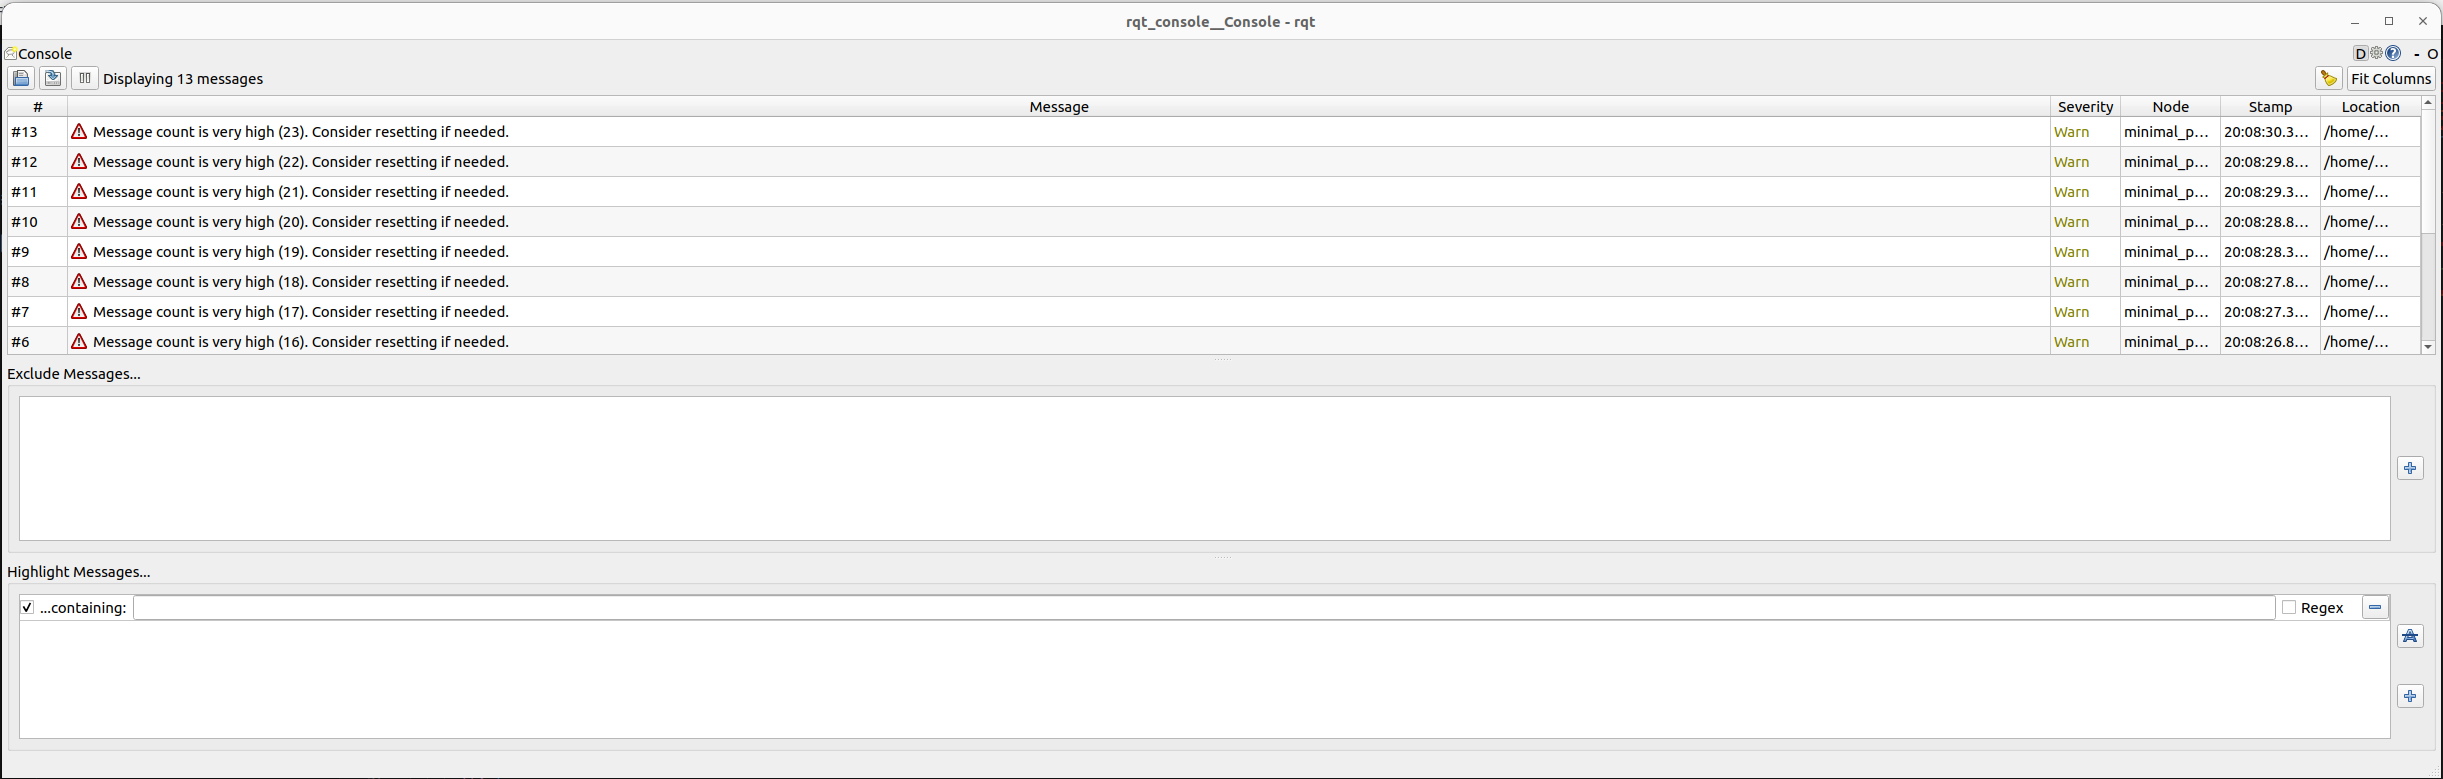 rqt_console__Console - rqt
Console D - O
Displaying 13 messages Fit Columns
# Message Severity Node Stamp Location
#13 Message count is very high (23). Consider resetting if needed. Warn minimal_p... 20:08:30.3... /home/...
#12 Message count is very high (22). Consider resetting if needed. Warn minimal_p... 20:08:29.8... /home/...
#11 Message count is very high (21). Consider resetting if needed. Warn minimal_p... 20:08:29.3... /home/...
#10 Message count is very high (20). Consider resetting if needed. Warn minimal_p... 20:08:28.8... /home/...
#9 Message count is very high (19). Consider resetting if needed. Warn minimal_p... 20:08:28.3... /home/...
#8 Message count is very high (18). Consider resetting if needed. Warn minimal_p... 20:08:27.8... /home/...
#7 Message count is very high (17). Consider resetting if needed. Warn minimal_p... 20:08:27.3... /home/...
#6 Message count is very high (16). Consider resetting if needed. Warn minimal_p... 20:08:26.8... /home/...
Exclude Messages...
Highlight Messages...
...containing: Regex